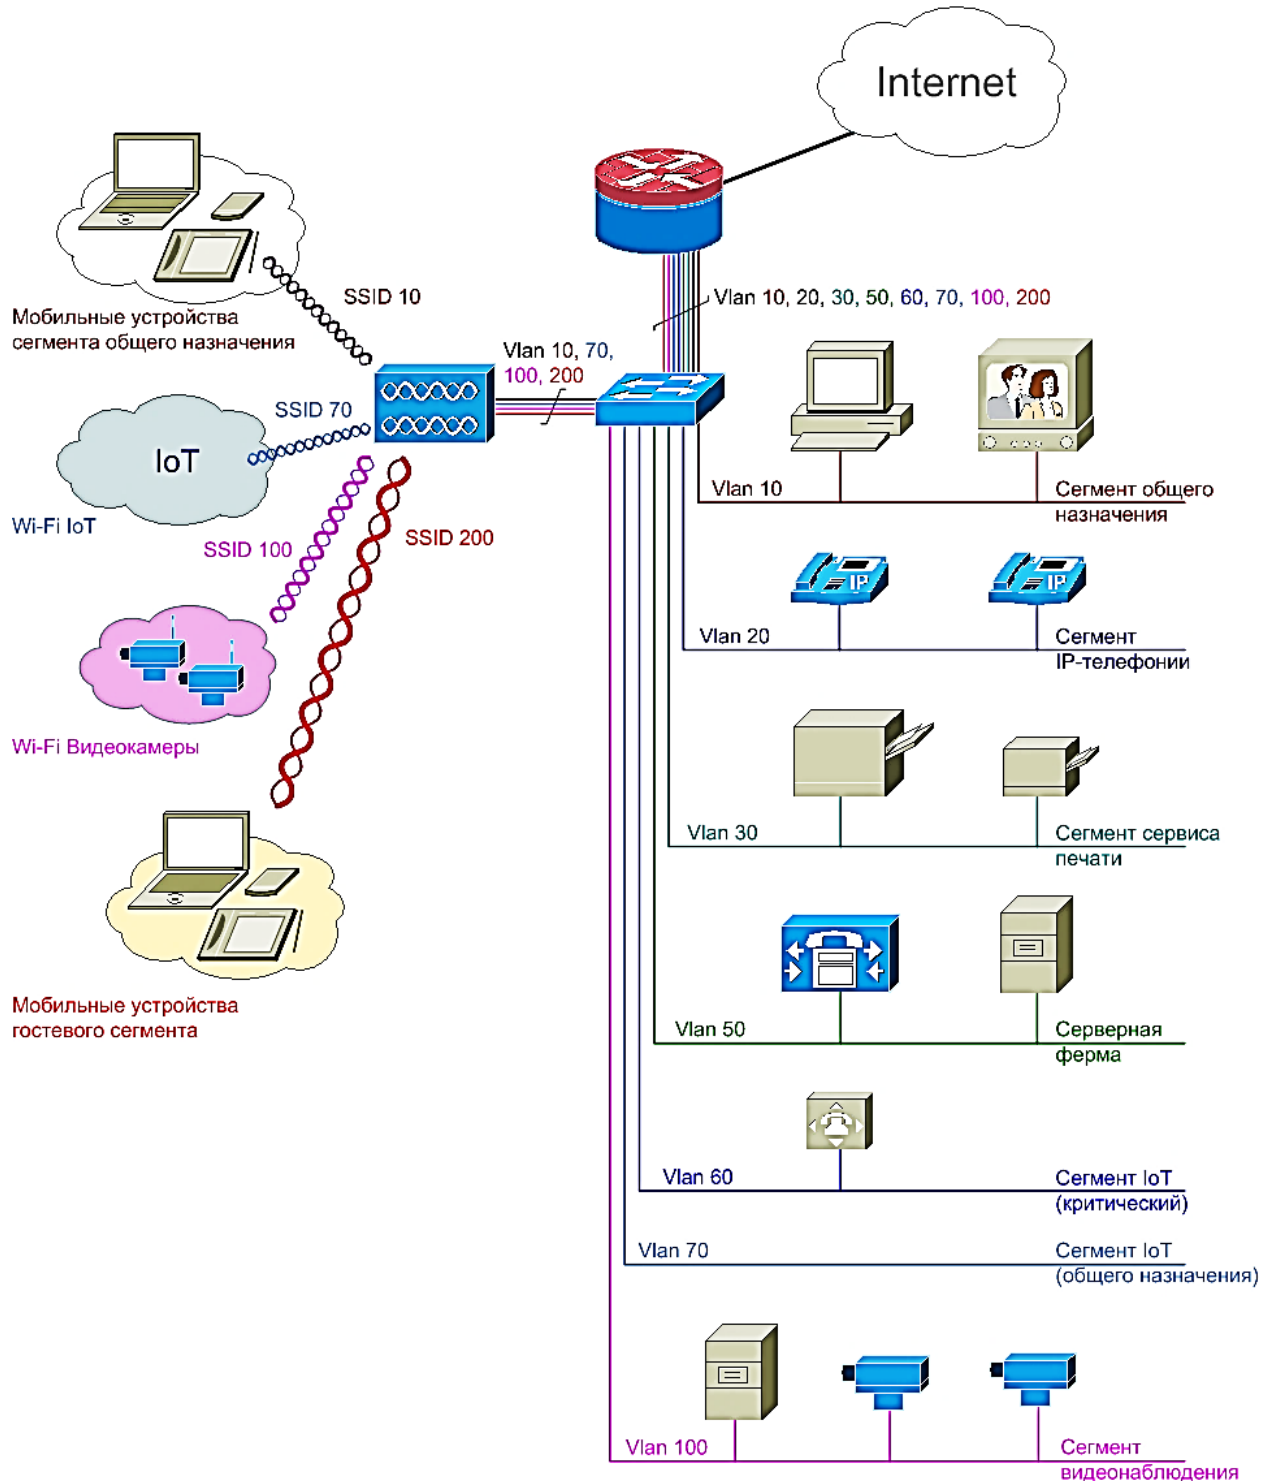 Internet
SSID 10
Vlan 10, 20, 30, 50, 60, 70, 100, 200
Мобильные устройства
сегмента общего назначения
Vlan 10, 70,
100, 200
SSID 70
IoT
Wi-Fi IoT
SSID 100
SSID 200
Wi-Fi Видеокамеры
Мобильные устройства
гостевого сегмента
Vlan 10
Сегмент общего
назначения
IP
IP
Vlan 20
Сегмент
IP-телефонии
Vlan 30
Сегмент сервиса
печати
Vlan 50
Серверная
ферма
Vlan 60
Сегмент IoT
(критический)
Vlan 70
Сегмент IoT
(общего назначения)
Vlan 100
Сегмент
видеонаблюдения